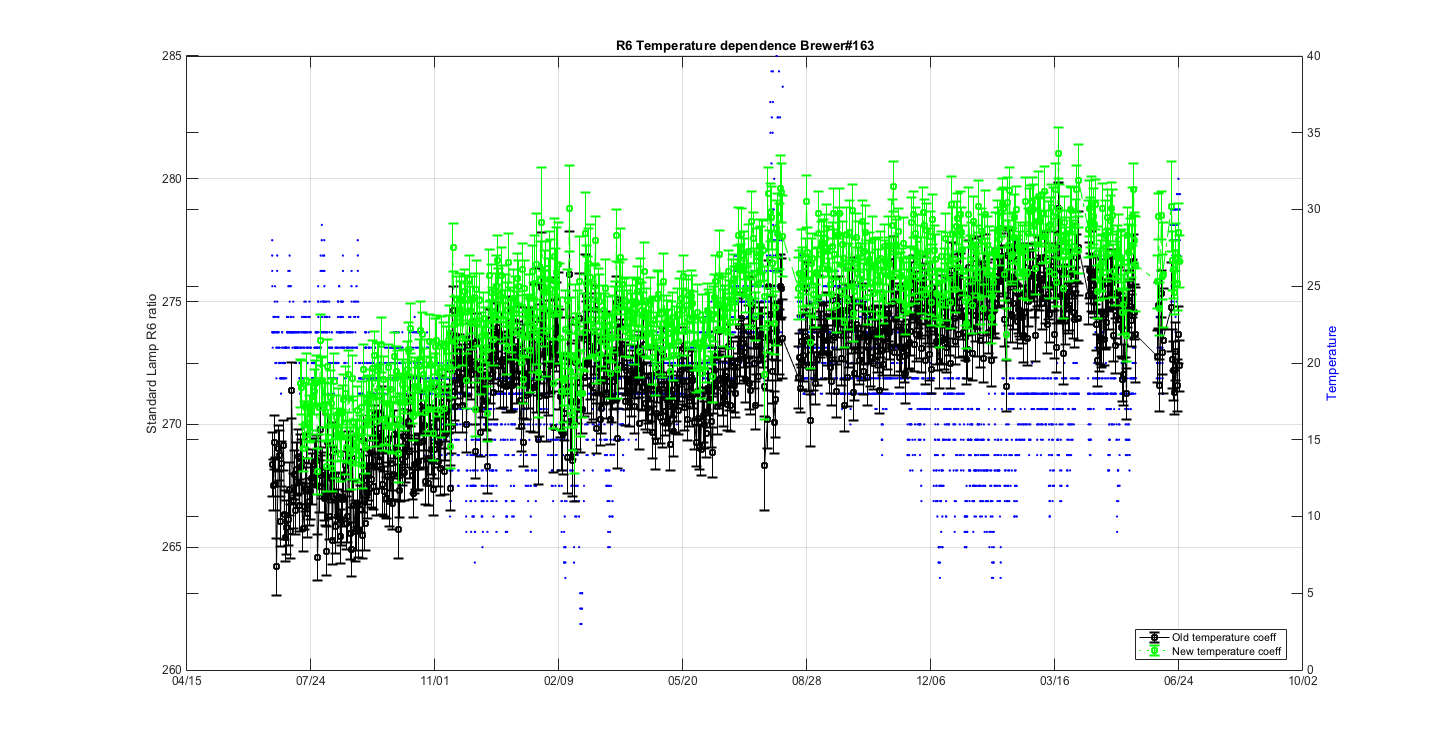 R6 Temperature dependence Brewer#163
285
280
275
270
265
260
Standard Lamp R6 ratio
40
35
30
25
20
15
10
5
0
Temperature
Old temperature coeff
New temperature coeff
04/15 07/24 11/01 02/09 05/20 08/28 12/06 03/16 06/24 10/02